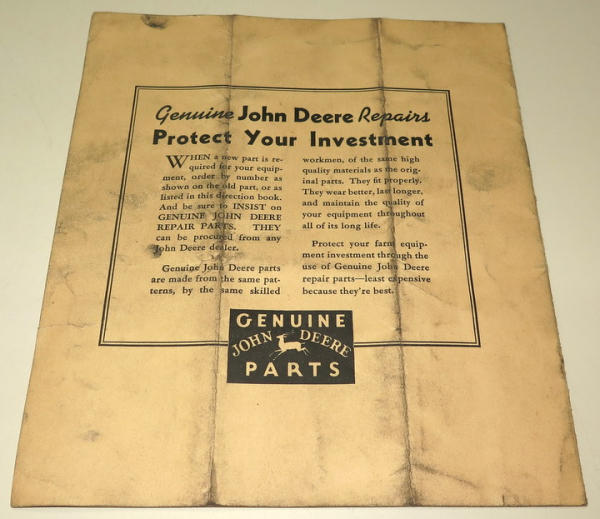 Genuine John Deere Repairs
Protect Your Investment
WHEN a new part is re-
quired for your equip-
ment, order by number as
shown on the old part, or as
listed in this direction book.
And be sure to INSIST on
GENUINE JOHN DEERE
REPAIR PARTS. THEY
can be procured from any
John Deere dealer.
Genuine John Deere parts
are made from the same pat-
terns, by the same skilled
workmen, of the same high
quality materials as the orig-
inal parts. They fit properly.
They wear better, last longer,
and maintain the quality of
your equipment throughout
all of its long life.
Protect your farm equip-
ment investment through the
use of Genuine John Deere
repair parts—least expensive
because they're best.
GENUINE
JOHN DEERE
PARTS